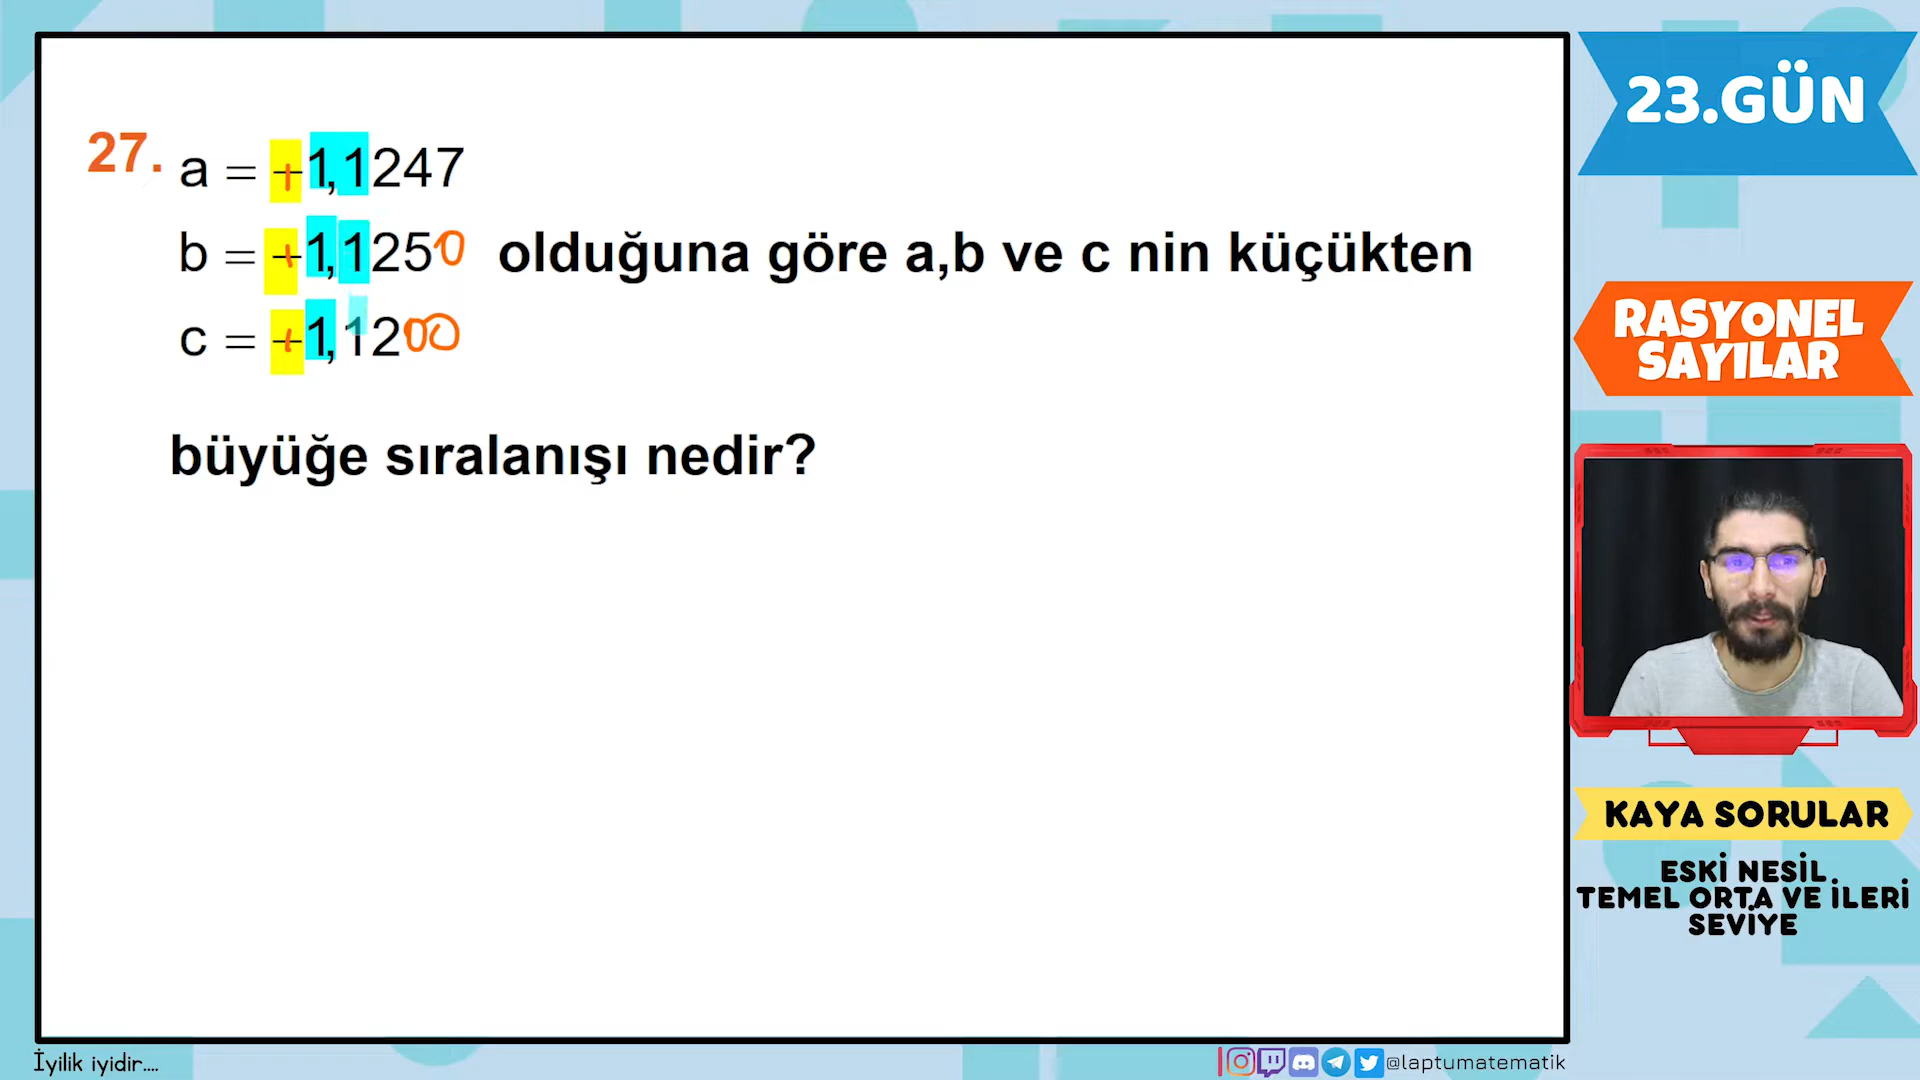 23.GÜN
27. a = +1,1247
b = +1,1250 olduğuna göre a,b ve c nin küçükten
c = +1,1200
büyüğe sıralanışı nedir?
RASYONEL
SAYILAR
KAYA SORULAR
ESKİ NESİL
TEMEL ORTA VE İLERİ
SEVİYE
İyilik iyidir....
@laptumatematik